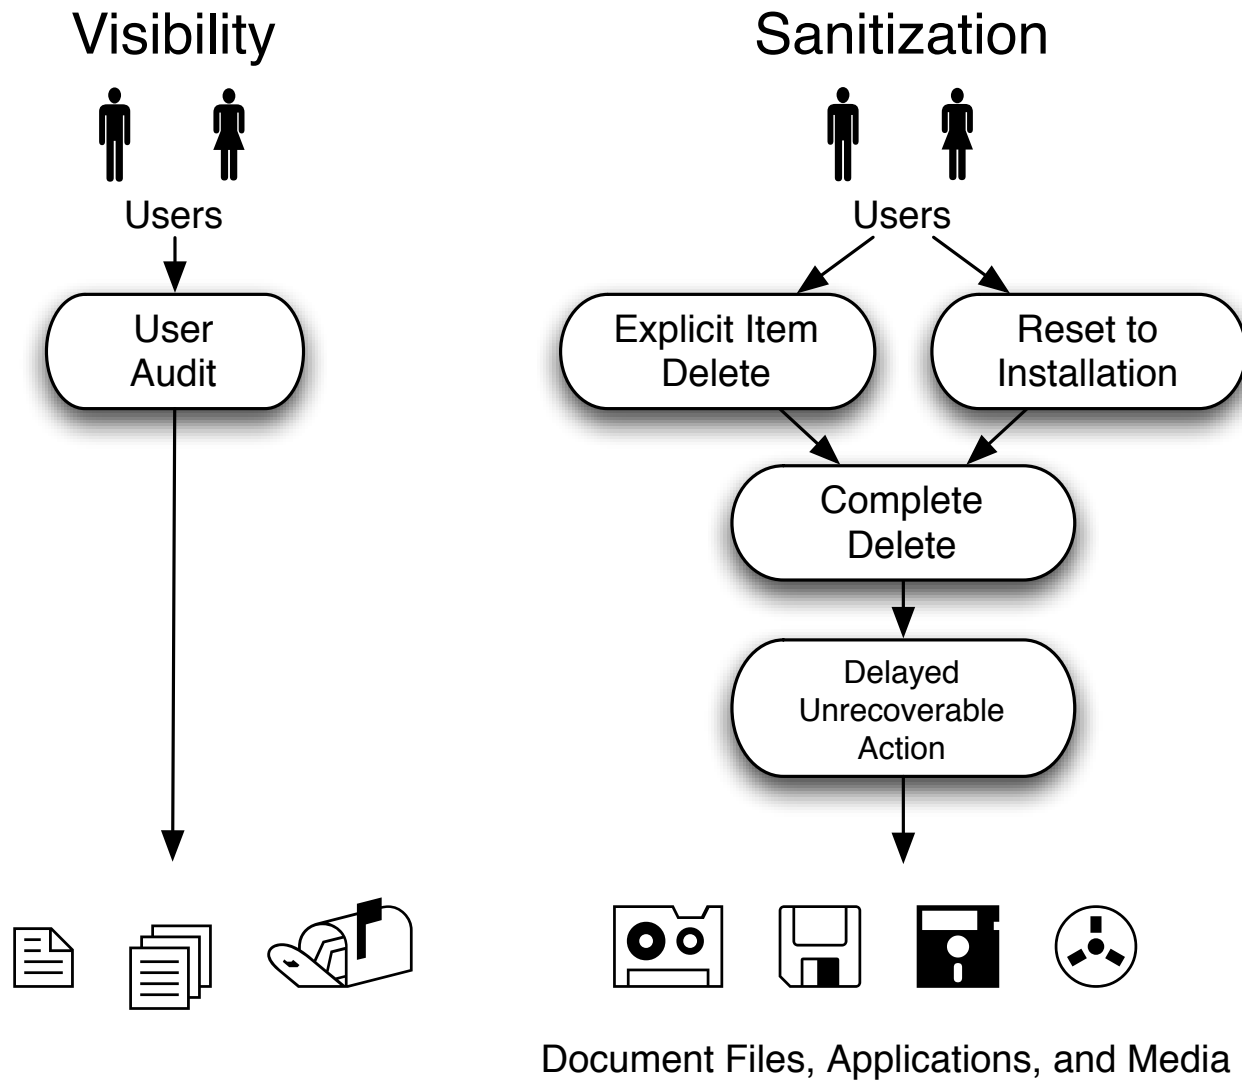 Visibility
Users
User
Audit
Sanitization
Users
Explicit Item
Delete
Reset to
Installation
Complete
Delete
Delayed
Unrecoverable
Action
Document Files, Applications, and Media